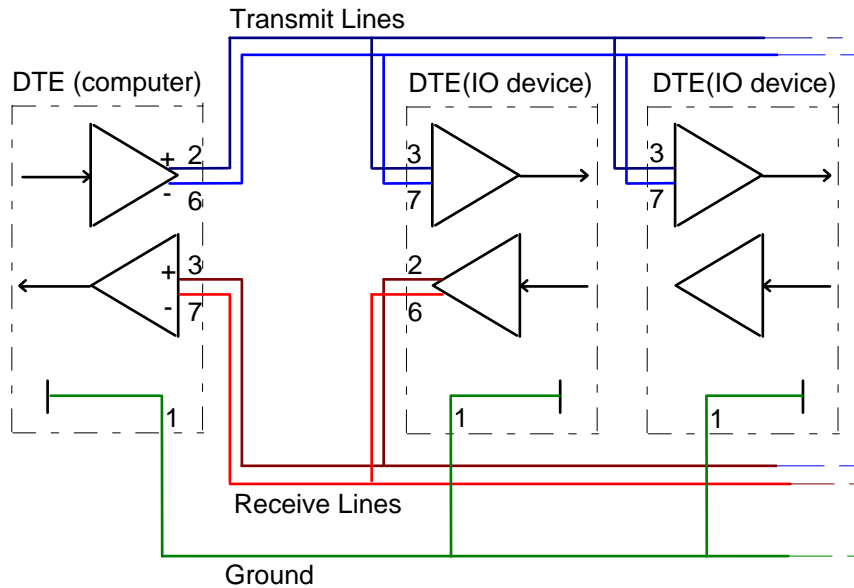 Transmit Lines
DTE (computer)
DTE(IO device)
DTE(IO device)
+ 2
- 6
3
7
3
7
+ 3
- 7
2
6
1
1
1
Receive Lines
Ground